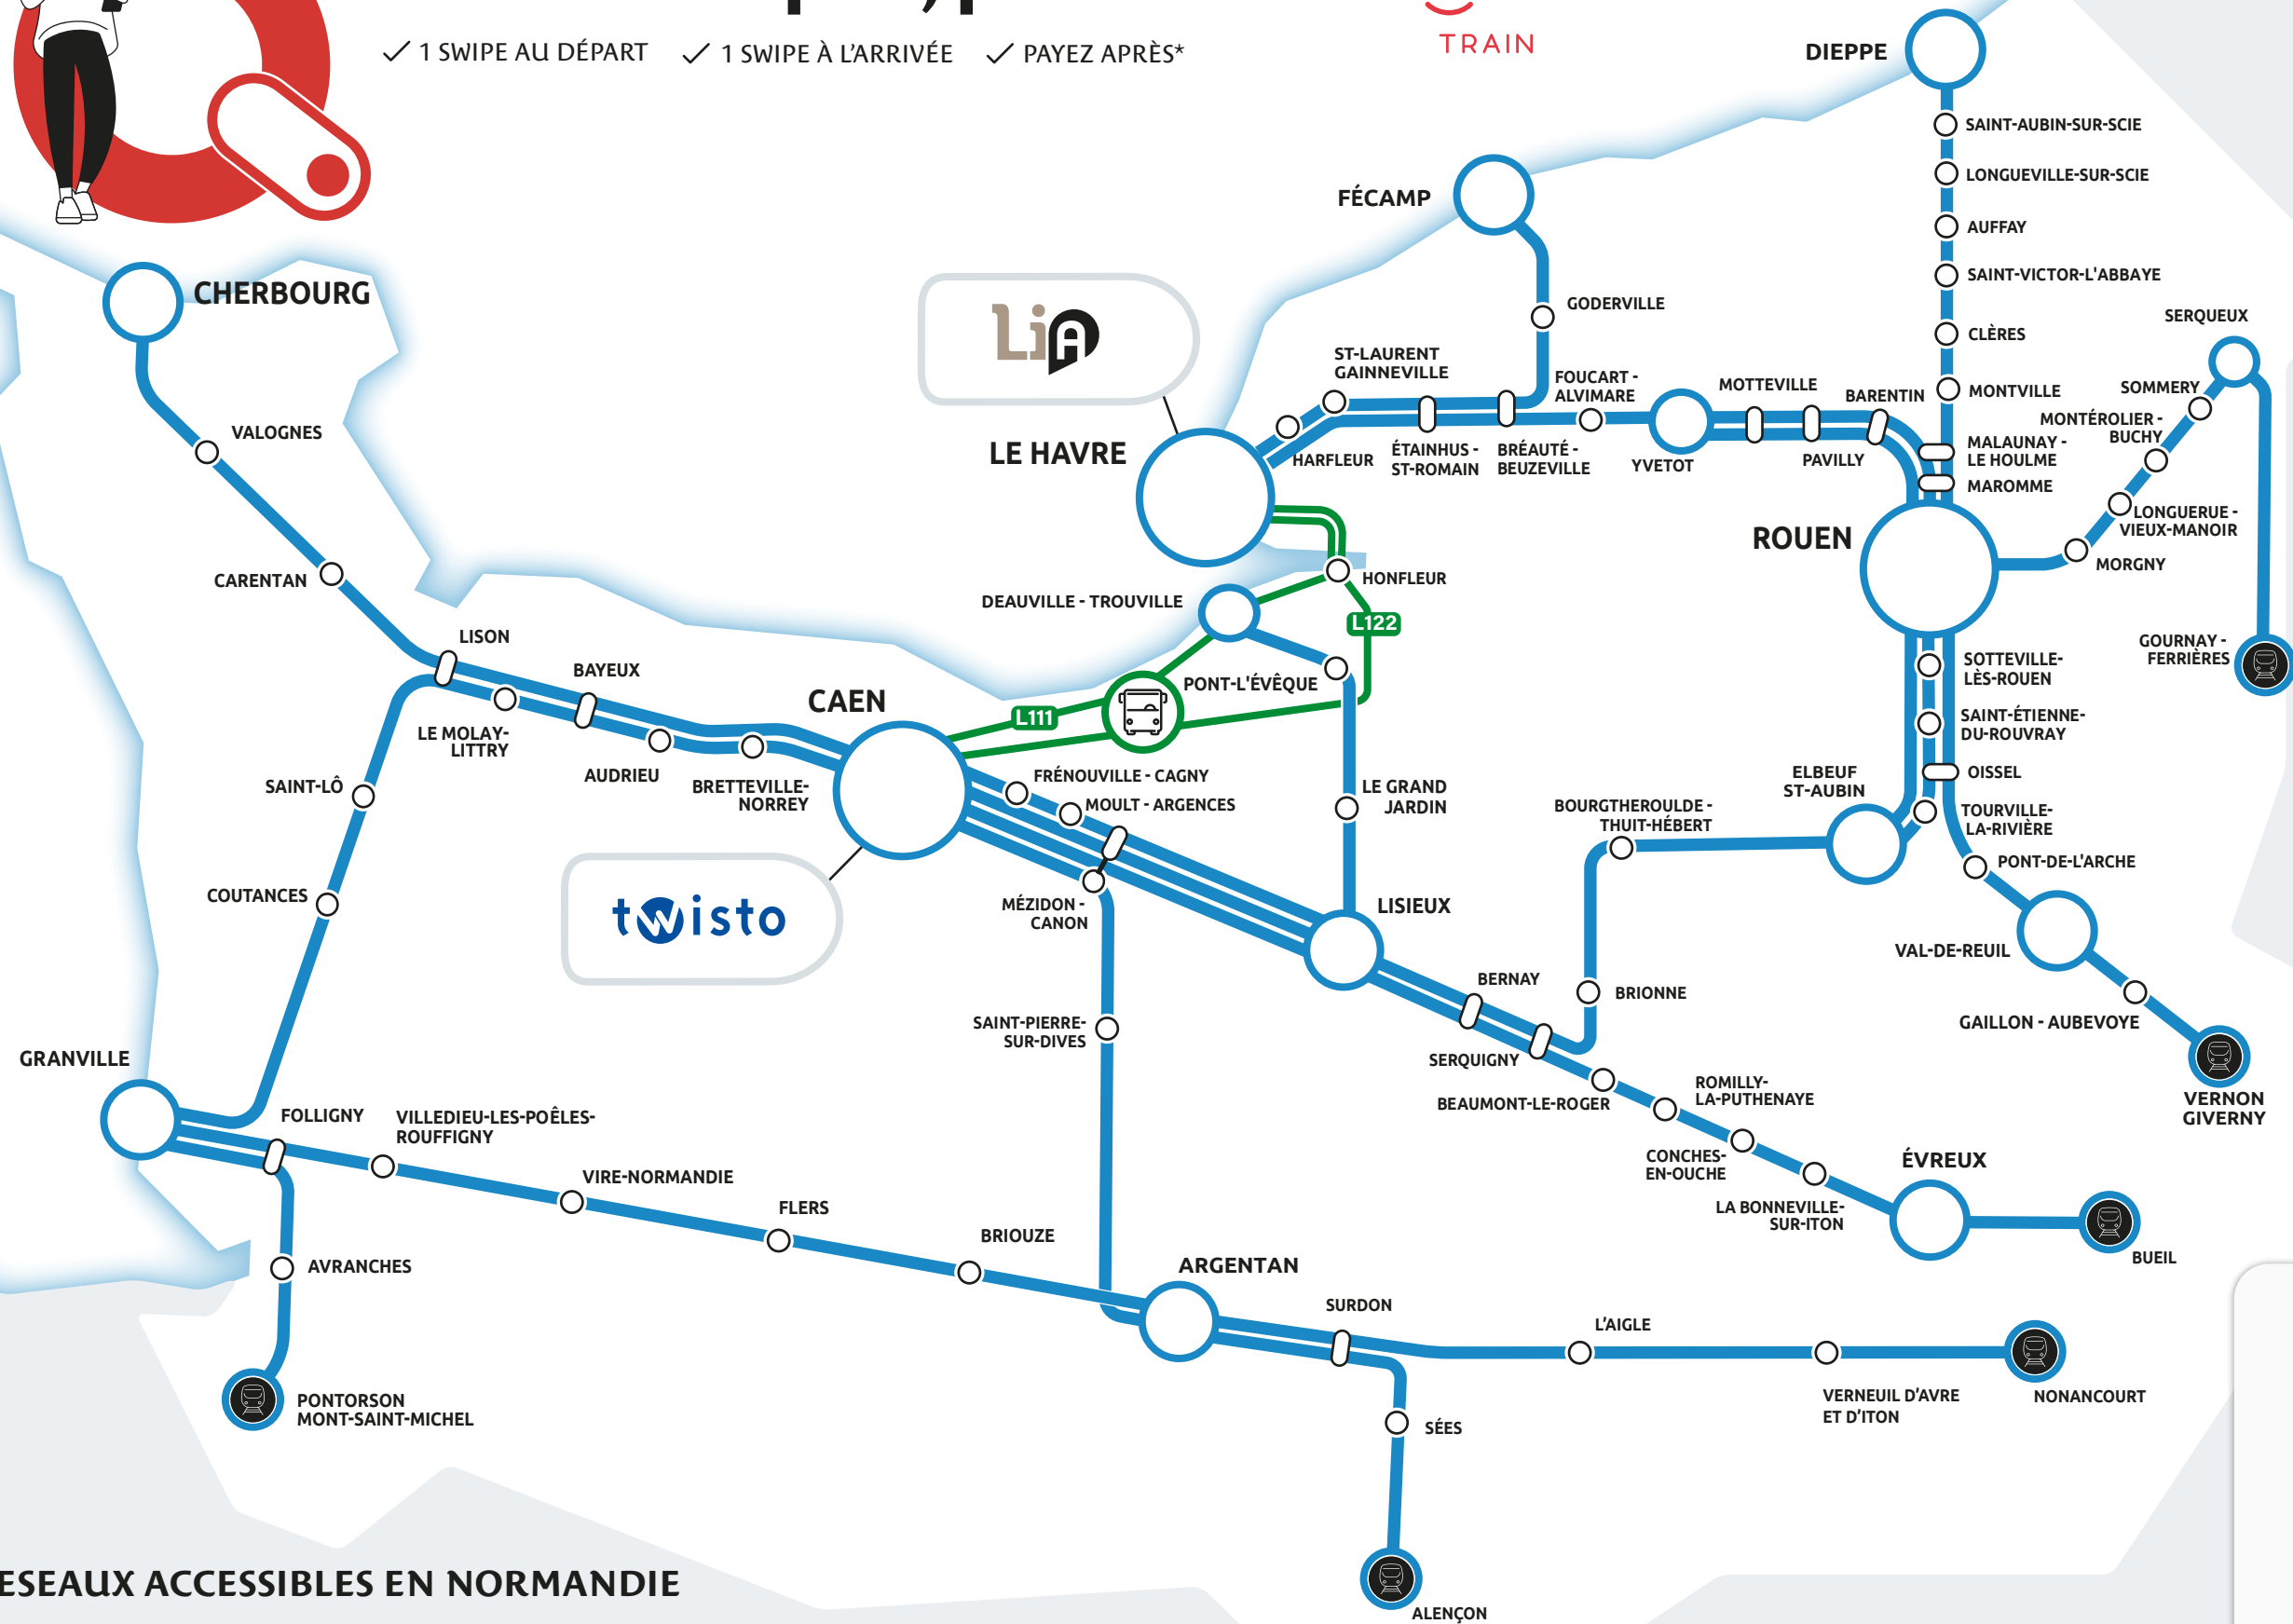 1 SWIPE AU DÉPART
1 SWIPE À L'ARRIVÉE
PAYEZ APRÈS*
TRAIN
DIEPPE
SAINT-AUBIN-SUR-SCIE
LONGUEVILLE-SUR-SCIE
AUFFAY
SAINT-VICTOR-L'ABBAYE
CLÈRES
MONTVILLE
MALAUNAY -
LE HOULME
MAROMME
FÉCAMP
GODERVILLE
CHERBOURG
VALOGNES
CARENTAN
LiA
LE HAVRE
ST-LAURENT
GAINNEVILLE
HARFLEUR
ÉTAINHUS -
ST-ROMAIN
BRÉAUTÉ -
BEUZEVILLE
FOUCART -
ALVIMARE
YVETOT
MOTTEVILLE
PAVILLY
BARENTIN
SERQUEUX
SOMMERY
MONTÉROLIER -
BUCHY
LONGUERUE -
VIEUX-MANOIR
MORGNY
ROUEN
GOURNAY -
FERRIÈRES
HONFLEUR
DEAUVILLE - TROUVILLE
L122
PONT-L'ÉVÊQUE
L111
LISON
BAYEUX
LE MOLAY-
LITTRY
AUDRIEU
BRETTEVILLE-
NORREY
CAEN
FRÉNOUVILLE - CAGNY
MOULT - ARGENCES
LE GRAND
JARDIN
SOTTEVILLE-
LÈS-ROUEN
SAINT-ÉTIENNE-
DU-ROUVRAY
OISSEL
TOURVILLE-
LA-RIVIÈRE
ELBEUF
ST-AUBIN
BOURGTHEROULDE -
THUIT-HÉBERT
PONT-DE-L'ARCHE
VAL-DE-REUIL
GAILLON - AUBEVOYE
VERNON
GIVERNY
SAINT-LÔ
COUTANCES
twisto
MÉZIDON -
CANON
LISIEUX
BERNAY
BRIONNE
SAINT-PIERRE-
SUR-DIVES
SERQUIGNY
BEAUMONT-LE-ROGER
ROMILLY-
LA-PUTHENAYE
CONCHES-
EN-OUCHE
LA BONNEVILLE-
SUR-ITON
ÉVREUX
BUEIL
GRANVILLE
FOLLIGNY
VILLEDIEU-LES-POÊLES-
ROUFFIGNY
VIRE-NORMANDIE
FLERS
BRIOUZE
ARGENTAN
AVRANCHES
PONTORSON
MONT-SAINT-MICHEL
SURDON
L'AIGLE
VERNEUIL D'AVRE
ET D'ITON
NONANCOURT
SÉES
ALENÇON
ESEAUX ACCESSIBLES EN NORMANDIE